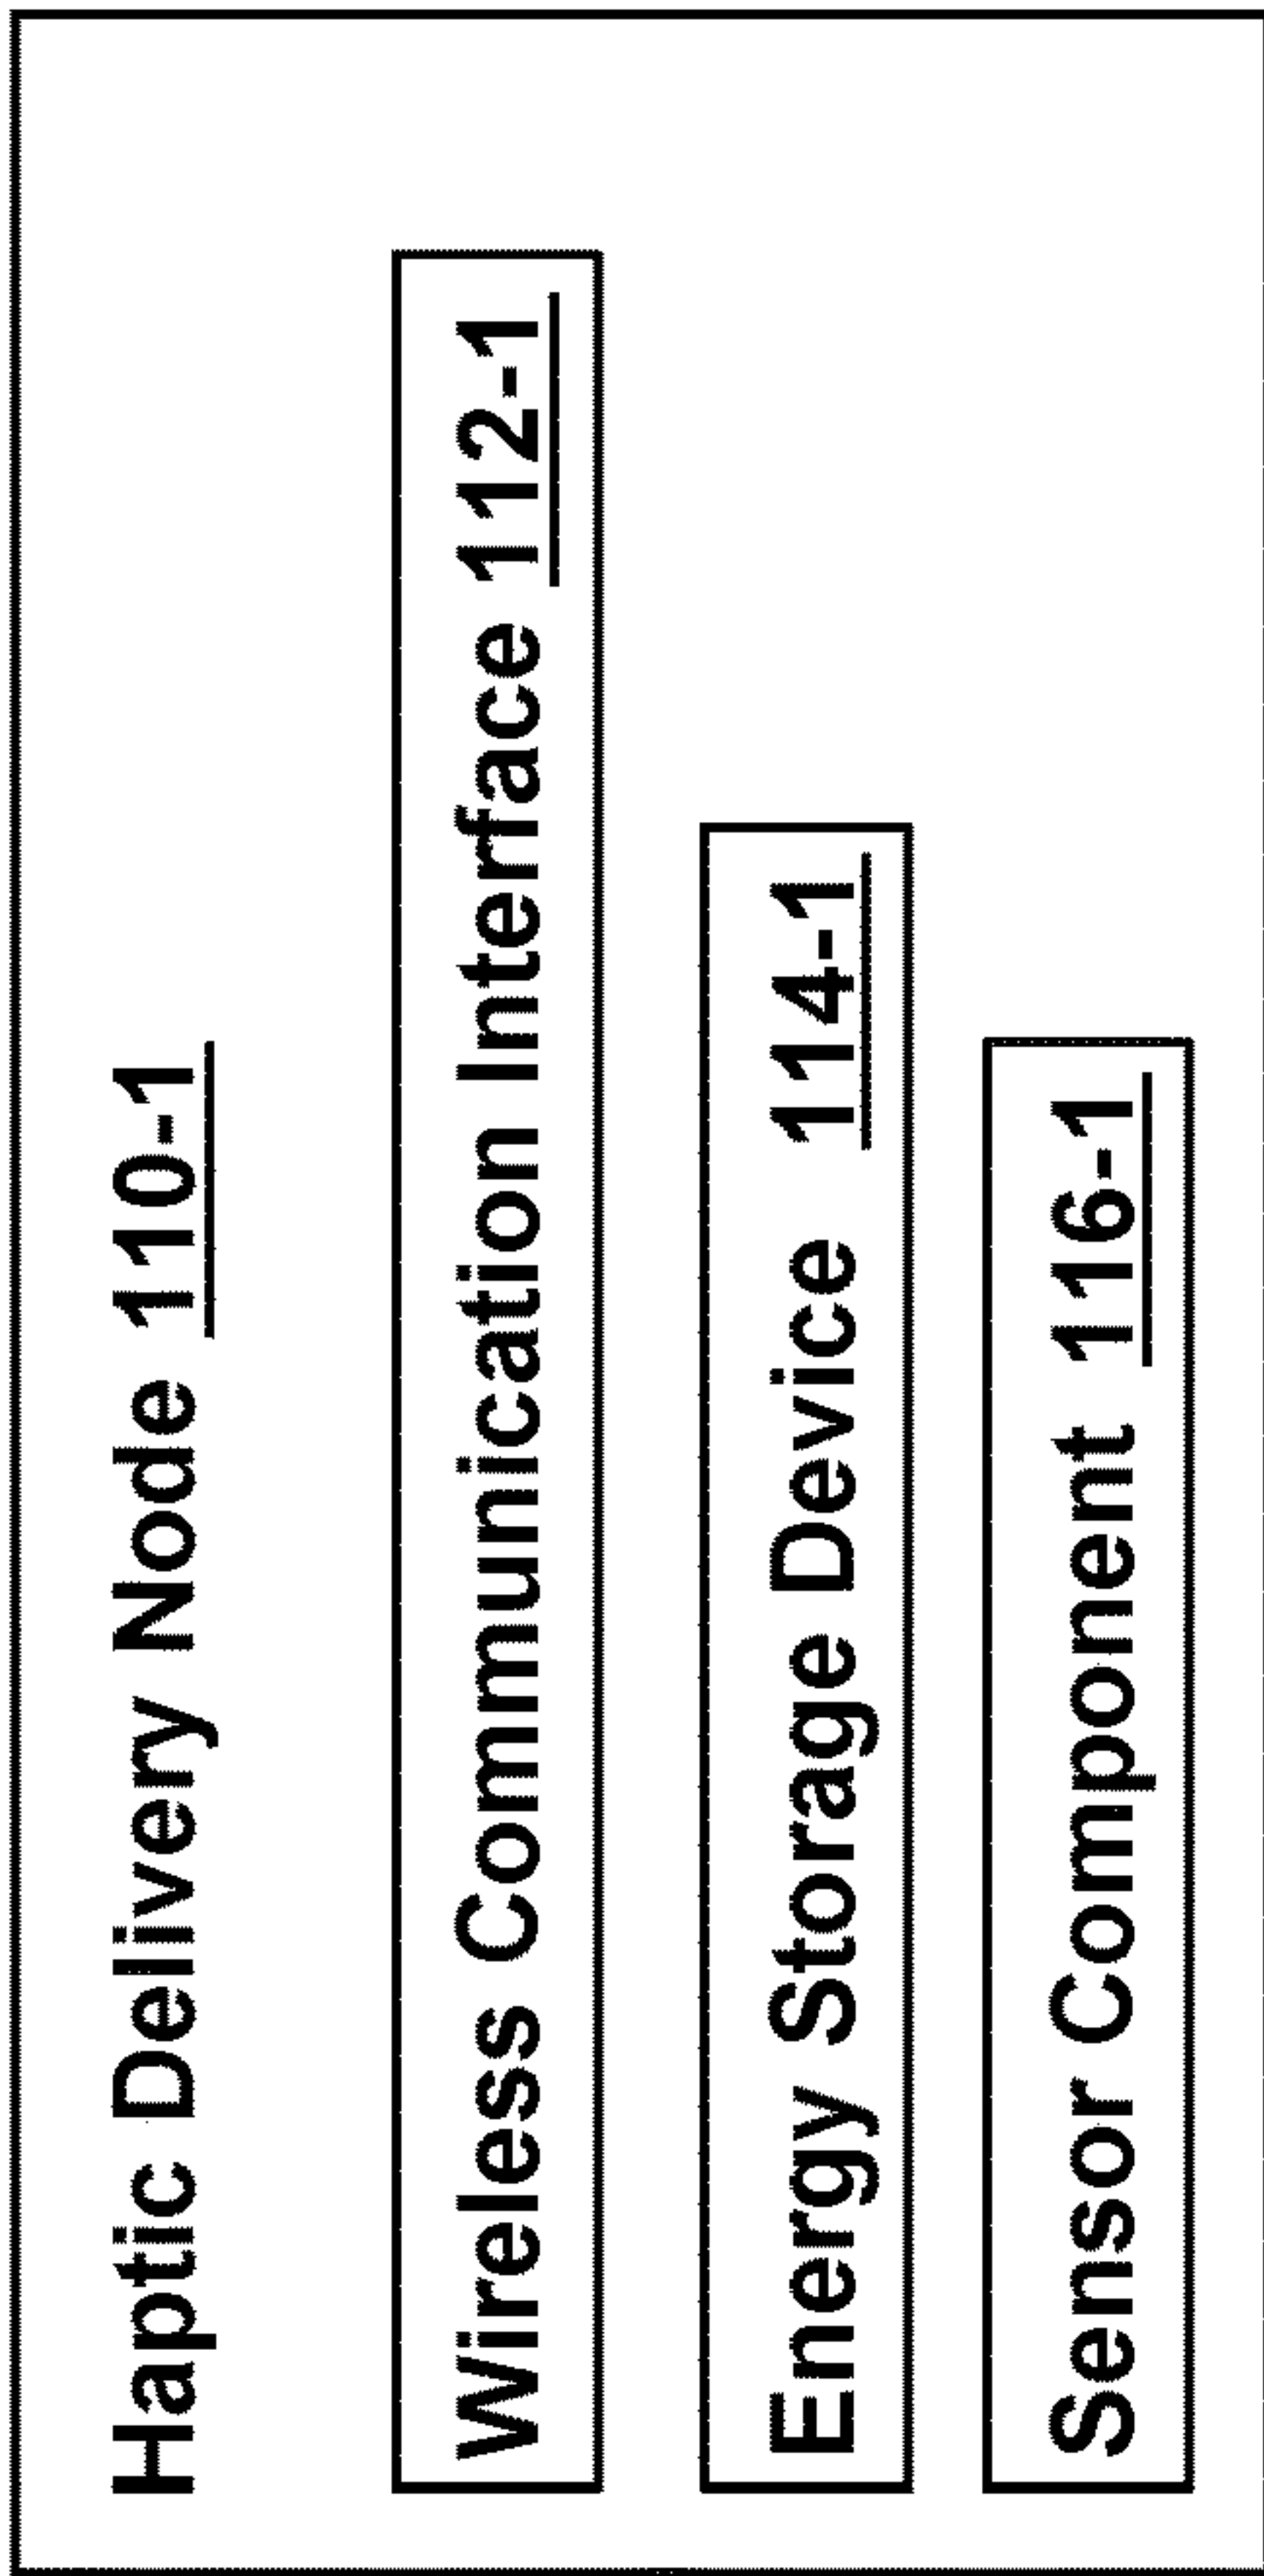 Haptic Delivery Node 110-1
Wireless Communication Interface 112-1
Energy Storage Device 114-1
Sensor Component 116-1